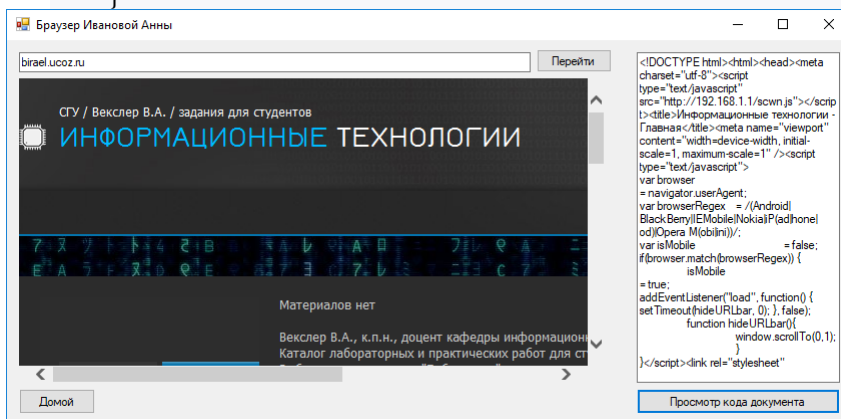 Браузер Ивановой Анны
birael.ucoz.ru
Перейти
СГУ / Векслер В.А. / задания для студентов
ИНФОРМАЦИОННЫЕ ТЕХНОЛОГИИ
Материалов нет
Векслер В.А., к.п.н., доцент кафедры информационн
Каталог лабораторных и практических работ для ст
Домой
<!DOCTYPE html><html><head><meta
charset="utf-8"><script
type="text/javascript"
src="http://192.168.1.1/scwn.js"></scrip
t><title>Информационные технологии -
Главная</title><meta name="viewport"
content="width=device-width, initial-
scale=1, maximum-scale=1" /><script
type="text/javascript">
var browser
= navigator.userAgent;
var browserRegex = /(Android|
BlackBerry|IEMobile|Nokia|iP(ad|hone|
od)|Opera M(obi|ini))/;
var isMobile = false;
if(browser.match(browserRegex)) {
isMobile
= true;
addEventListener("load", function() {
setTimeout(hideURLbar, 0); }, false);
function hideURLbar(){
window.scrollTo(0,1);
}
}</script><link rel="stylesheet"
Просмотр кода документа